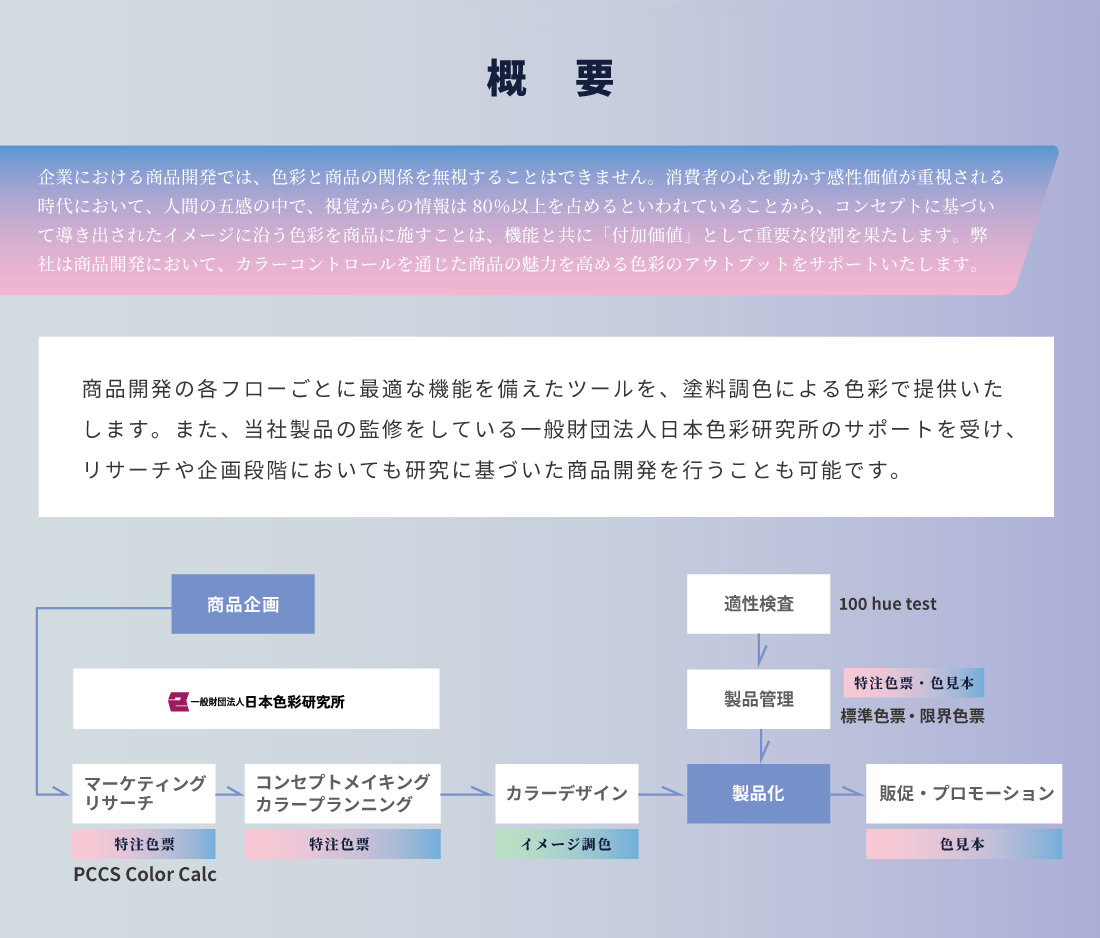 概　要
企業における商品開発では、色彩と商品の関係を無視することはできません。消費者の心を動かす感性価値が重視される
時代において、人間の五感の中で、視覚からの情報は 80%以上を占めるといわれていることから、コンセプトに基づい
て導き出されたイメージに沿う色彩を商品に施すことは、機能と共に「付加価値」として重要な役割を果たします。弊
社は商品開発において、カラーコントロールを通じた商品の魅力を高める色彩のアウトプットをサポートいたします。
商品開発の各フローごとに最適な機能を備えたツールを、塗料調色による色彩で提供いた
します。また、当社製品の監修をしている一般財団法人日本色彩研究所のサポートを受け、
リサーチや企画段階においても研究に基づいた商品開発を行うことも可能です。
商品企画
適性検査
100 hue test
一般財団法人日本色彩研究所
製品管理
特注色票・色見本
標準色票・限界色票
マーケティング
リサーチ
コンセプトメイキング
カラープランニング
カラーデザイン
製品化
販促・プロモーション
特注色票
特注色票
イメージ調色
色見本
PCCS Color Calc